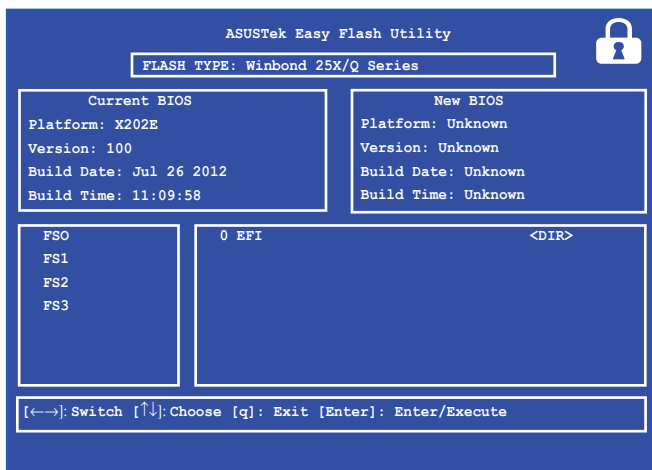 ASUSTek Easy Flash Utility
FLASH TYPE: Winbond 25X/Q Series
Current BIOS
Platform: X202E
Version: 100
Build Date: Jul 26 2012
Build Time: 11:09:58
New BIOS
Platform: Unknown
Version: Unknown
Build Date: Unknown
Build Time: Unknown
FSO
FS1
FS2
FS3
0 EFI <DIR>
[←→]: Switch [↑↓]: Choose [q]: Exit [Enter]: Enter/Execute